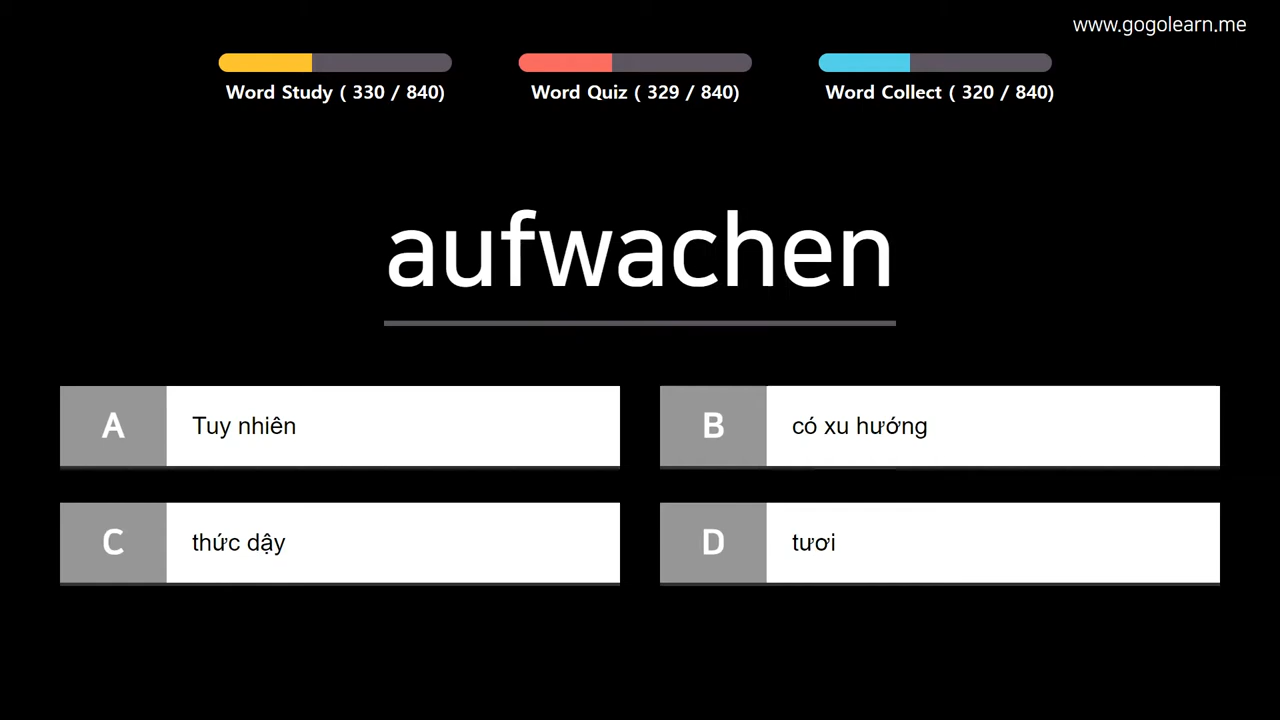 www.gogolearn.me
Word Study ( 330 / 840)
Word Quiz ( 329 / 840)
Word Collect ( 320 / 840)
aufwachen
A Tuy nhiên
B có xu hướng
C thức dậy
D tươi